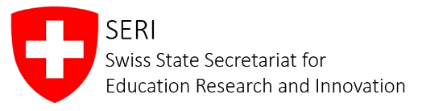 SERI
Swiss State Secretariat for
Education Research and Innovation